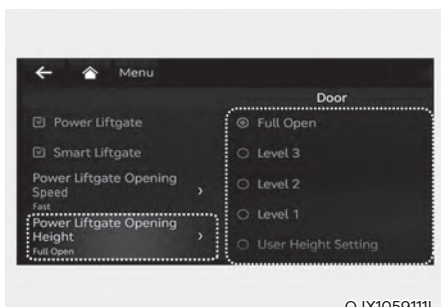 Menu
Door
Power Liftgate
Smart Liftgate
Power Liftgate Opening
Speed
Fast
Power Liftgate Opening
Height
Full Open
Full Open
Level 3
Level 2
Level 1
User Height Setting